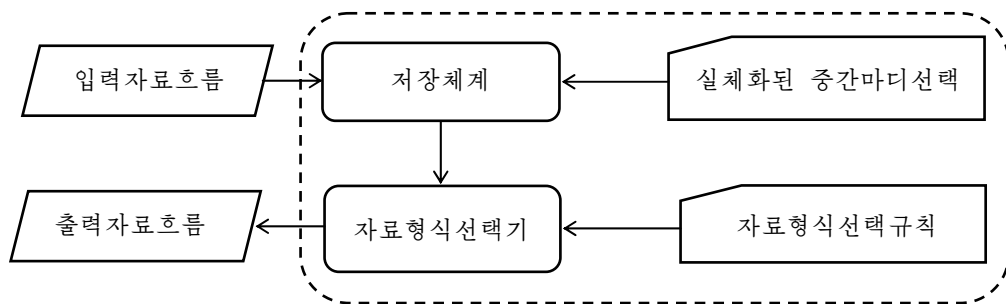 입력자료흐름
저장체계
실체화된 중간마디선택
출력자료흐름
자료형식선택기
자료형식선택규칙